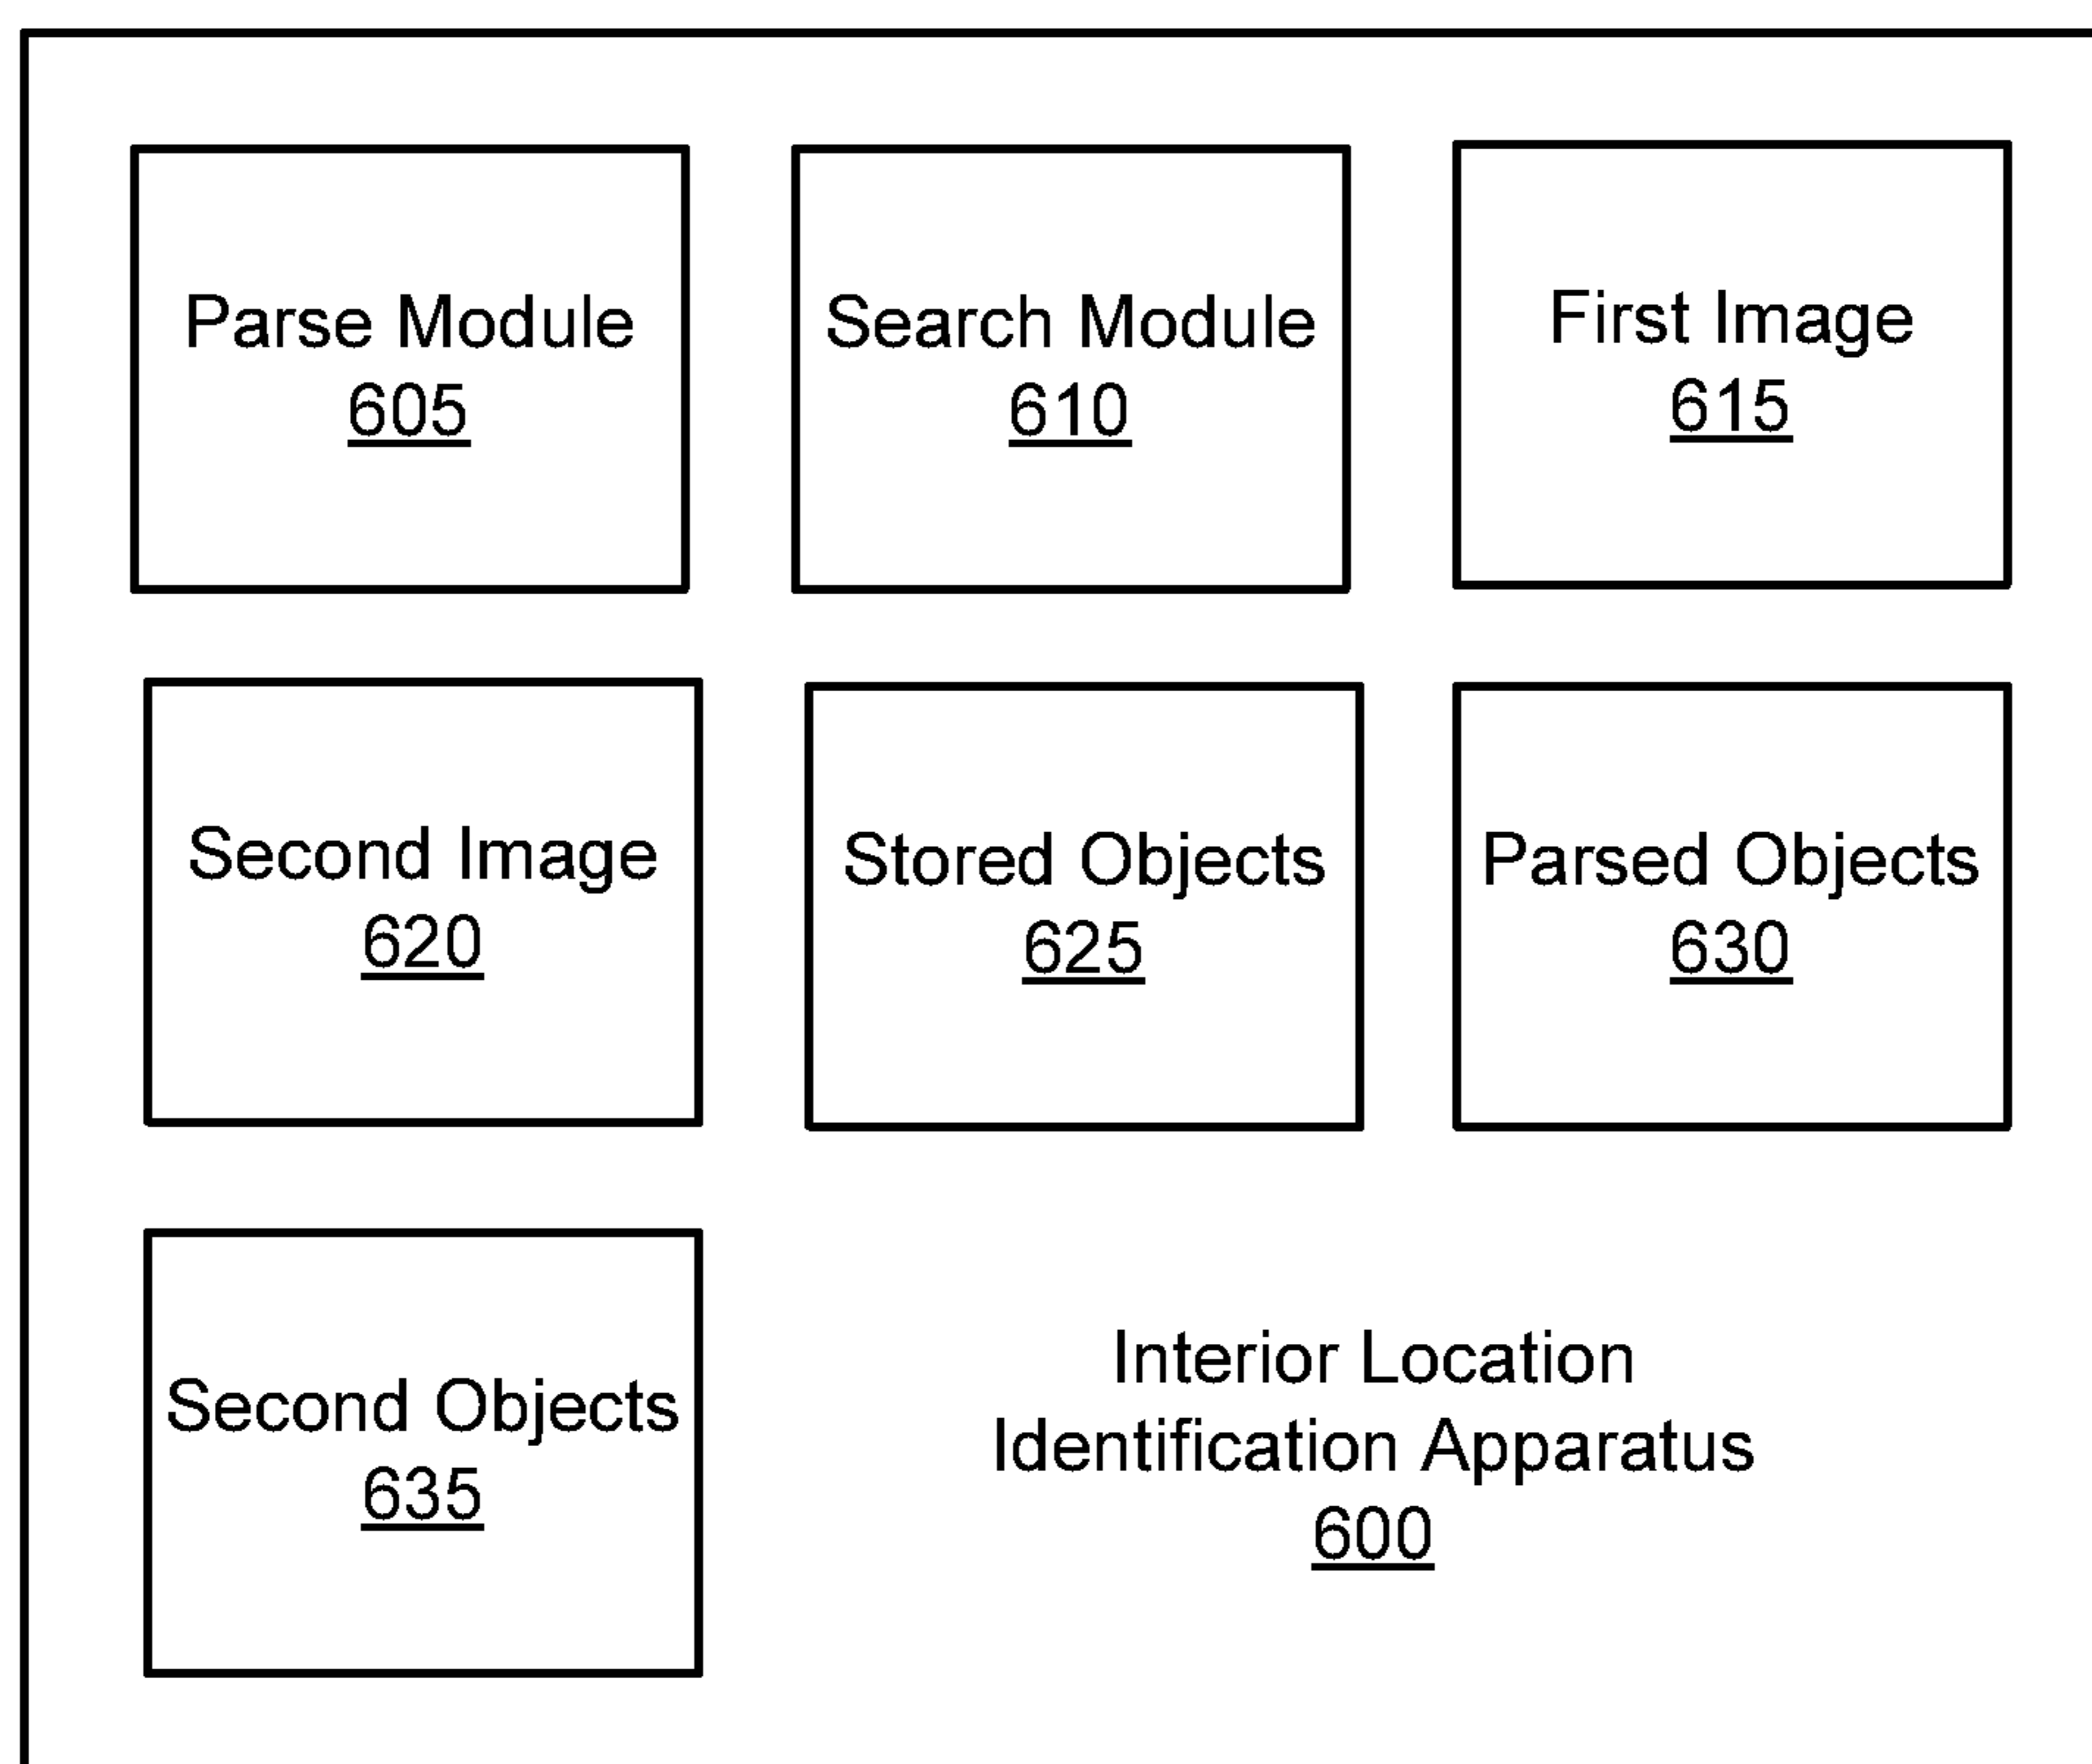 Parse Module
605
Search Module
610
First Image
615
Second Image
620
Stored Objects
625
Parsed Objects
630
Second Objects
635
Interior Location
Identification Apparatus
600